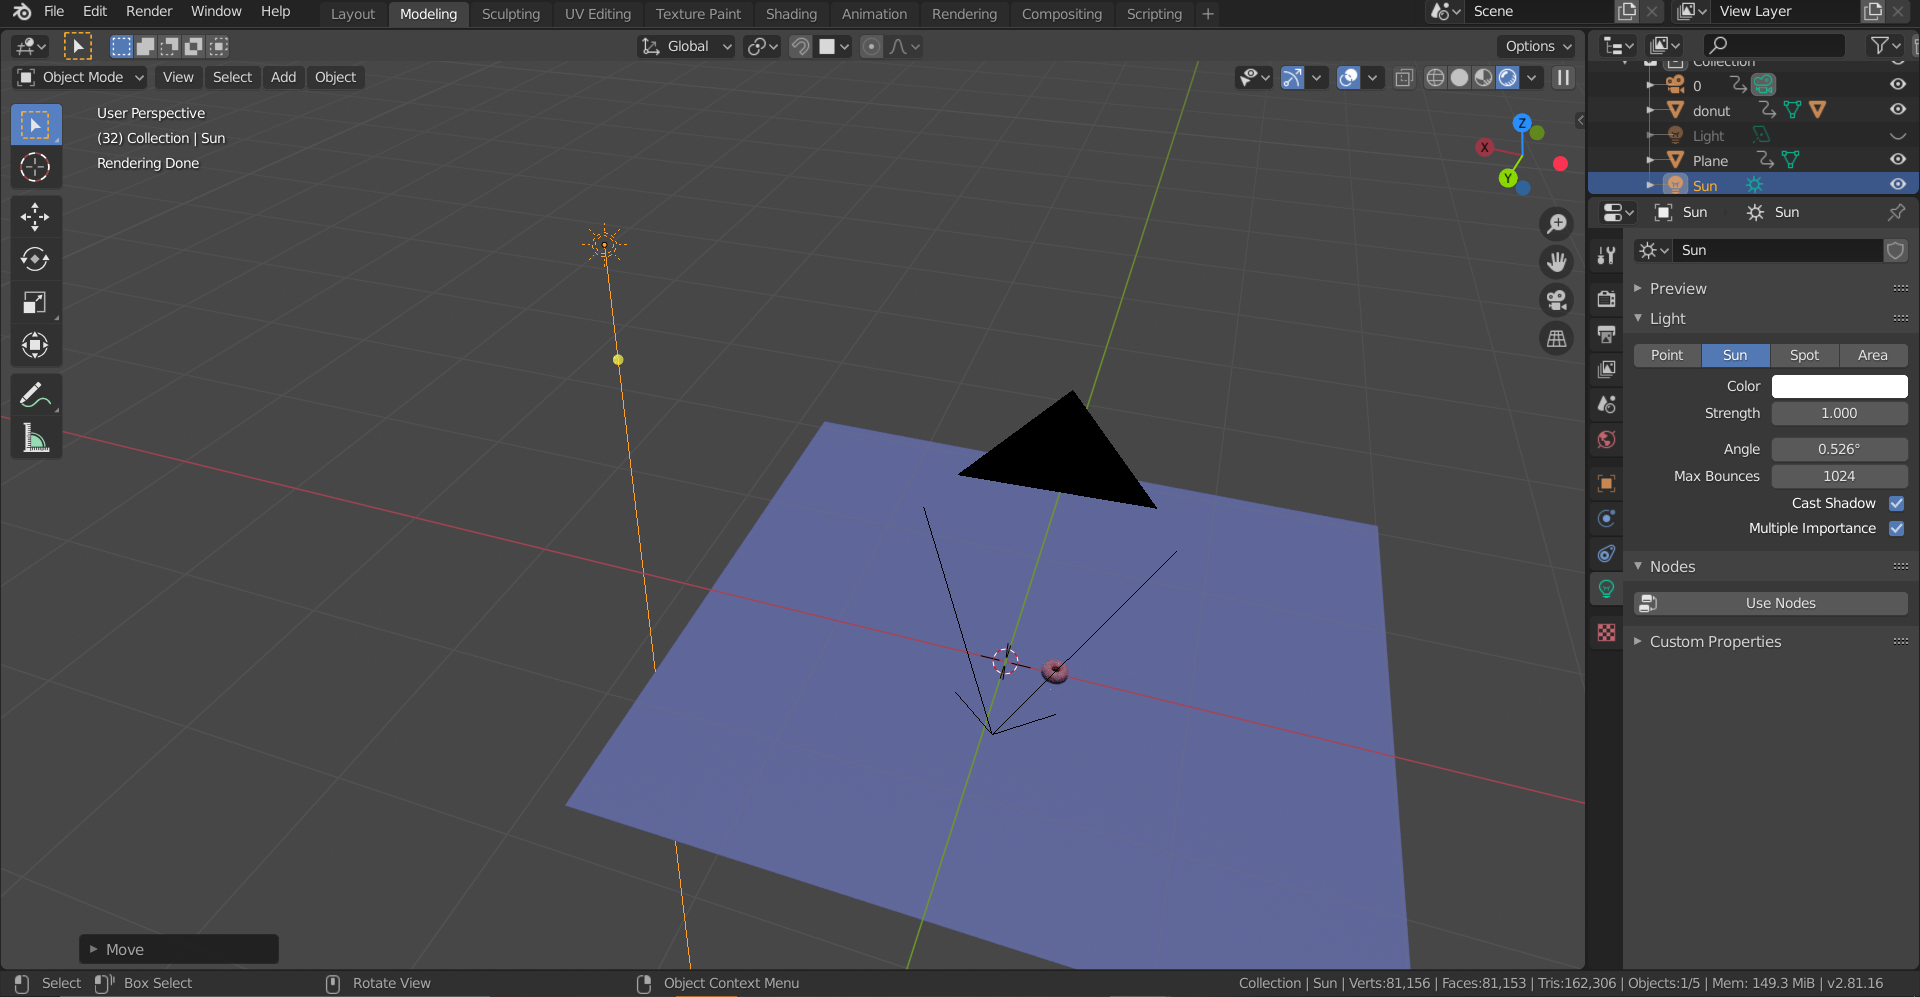 File Edit Render Window Help Layout Modeling Sculpting UV Editing Texture Paint Shading Animation Rendering Compositing Scripting + Scene View Layer
Global Options
Object Mode View Select Add Object
User Perspective
(32) Collection | Sun
Rendering Done
Z
X
Y
Collection
0
donut
Light
Plane
Sun
Sun Sun
Sun
Preview
Light
Point Sun Spot Area
Color
Strength 1.000
Angle 0.526°
Max Bounces 1024
Cast Shadow
Multiple Importance
Nodes
Use Nodes
Custom Properties
Move
Select Box Select Rotate View Object Context Menu Collection | Sun | Verts:81,156 | Faces:81,153 | Tris:162,306 | Objects:1/5 | Mem: 149.3 MiB | v2.81.16